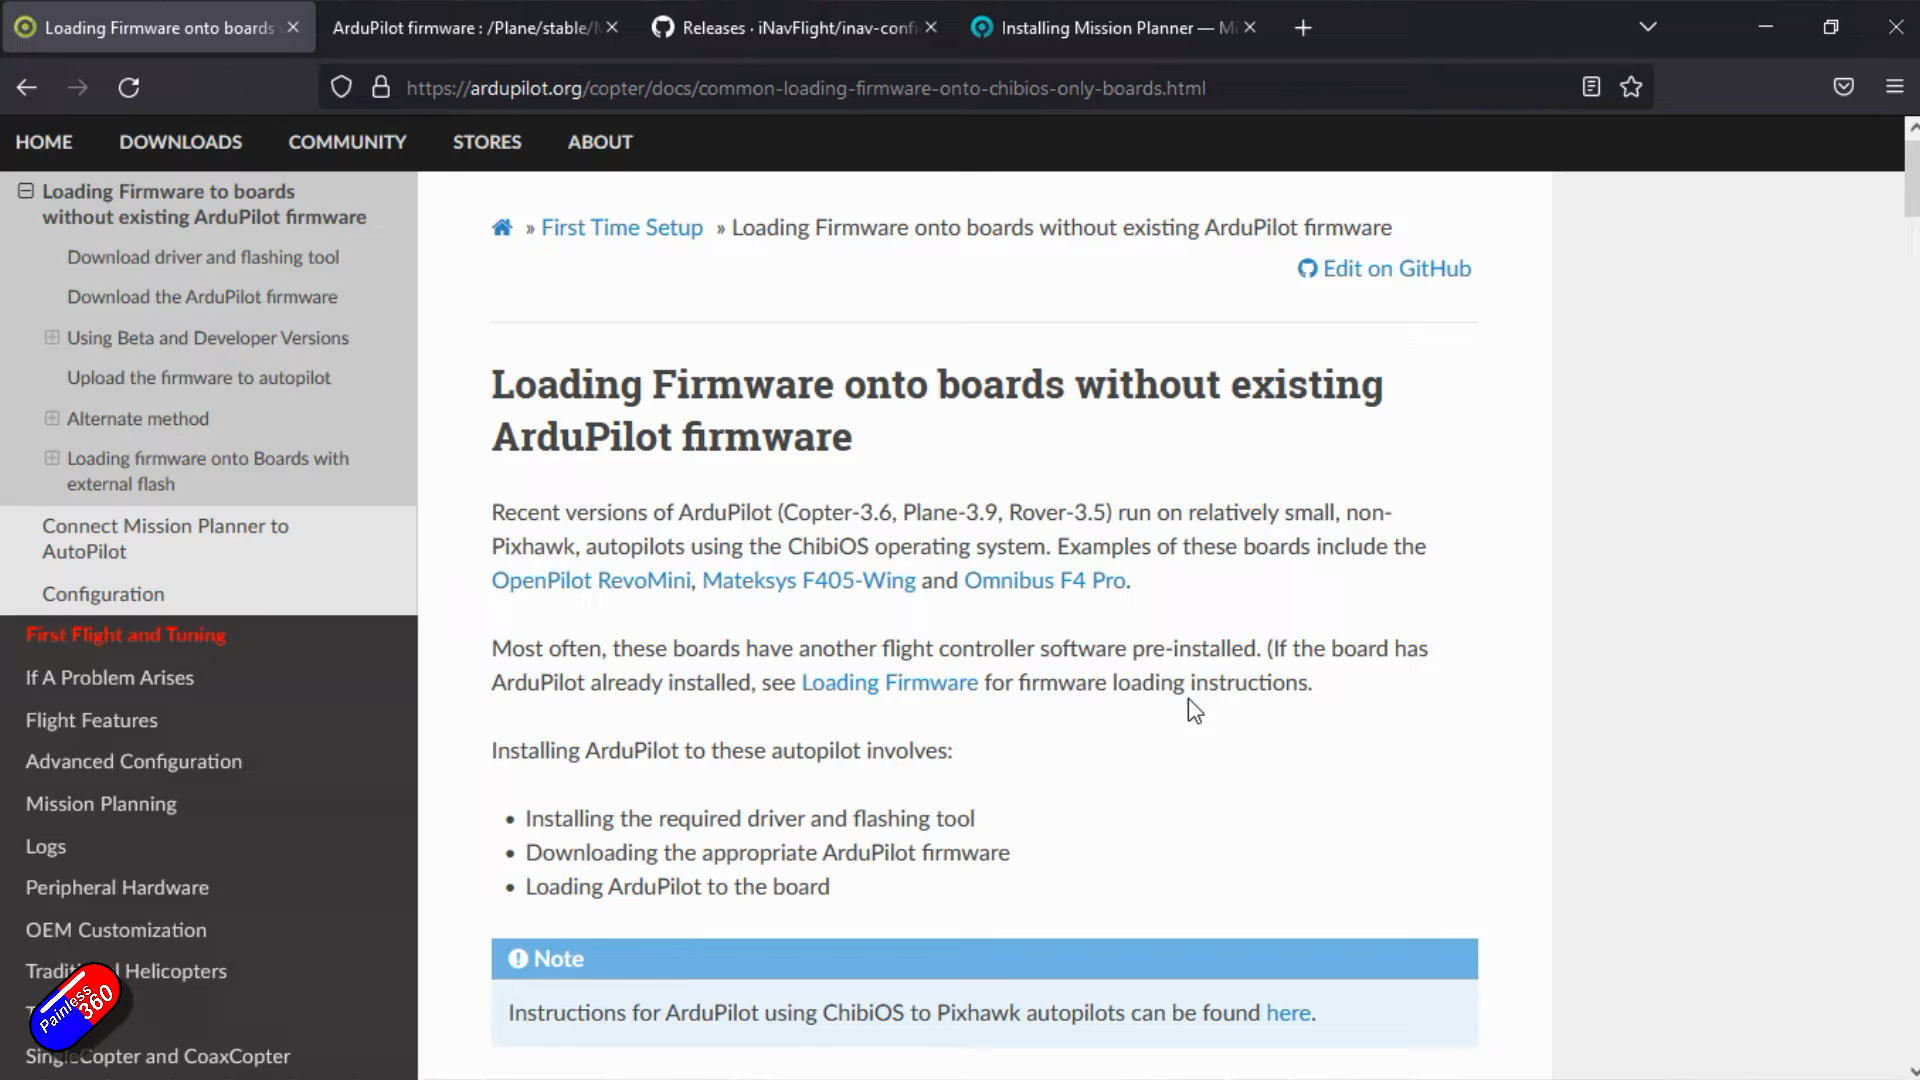 Loading Firmware onto boards
ArduPilot firmware : /Plane/stable/
Releases · iNavFlight/inav-confi
Installing Mission Planner — Mi
https://ardupilot.org/copter/docs/common-loading-firmware-onto-chibios-only-boards.html
HOME DOWNLOADS COMMUNITY STORES ABOUT
Loading Firmware to boards
without existing ArduPilot firmware
Download driver and flashing tool
Download the ArduPilot firmware
Using Beta and Developer Versions
Upload the firmware to autopilot
Alternate method
Loading firmware onto Boards with
external flash
Connect Mission Planner to
AutoPilot
Configuration
First Flight and Tuning
If A Problem Arises
Flight Features
Advanced Configuration
Mission Planning
Logs
Peripheral Hardware
OEM Customization
Helicopters
SingleCopter and CoaxCopter
Painless
360
» First Time Setup » Loading Firmware onto boards without existing ArduPilot firmware
Edit on GitHub
Loading Firmware onto boards without existing
ArduPilot firmware
Recent versions of ArduPilot (Copter-3.6, Plane-3.9, Rover-3.5) run on relatively small, non-
Pixhawk, autopilots using the ChibiOS operating system. Examples of these boards include the
OpenPilot RevoMini, Mateksys F405-Wing and Omnibus F4 Pro.
Most often, these boards have another flight controller software pre-installed. (If the board has
ArduPilot already installed, see Loading Firmware for firmware loading instructions.
Installing ArduPilot to these autopilot involves:
• Installing the required driver and flashing tool
• Downloading the appropriate ArduPilot firmware
• Loading ArduPilot to the board
Note
Instructions for ArduPilot using ChibiOS to Pixhawk autopilots can be found here.